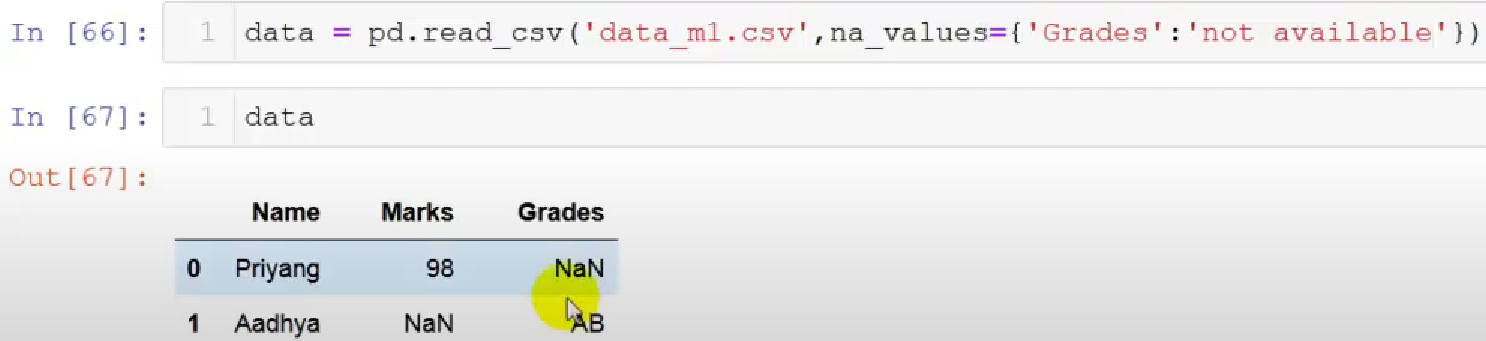 In [66]: 1 data = pd.read_csv('data_m1.csv',na_values={'Grades':'not available'})
In [67]: 1 data
Out[67]:
Name Marks Grades
0 Priyang 98 NaN
1 Aadhya NaN AB